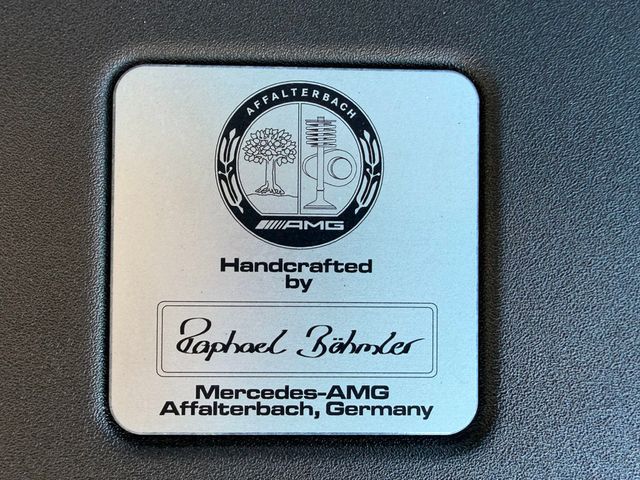 AFFALTERBACH
AMG
Handcrafted
by
Raphael Böhmler
Mercedes-AMG
Affalterbach, Germany